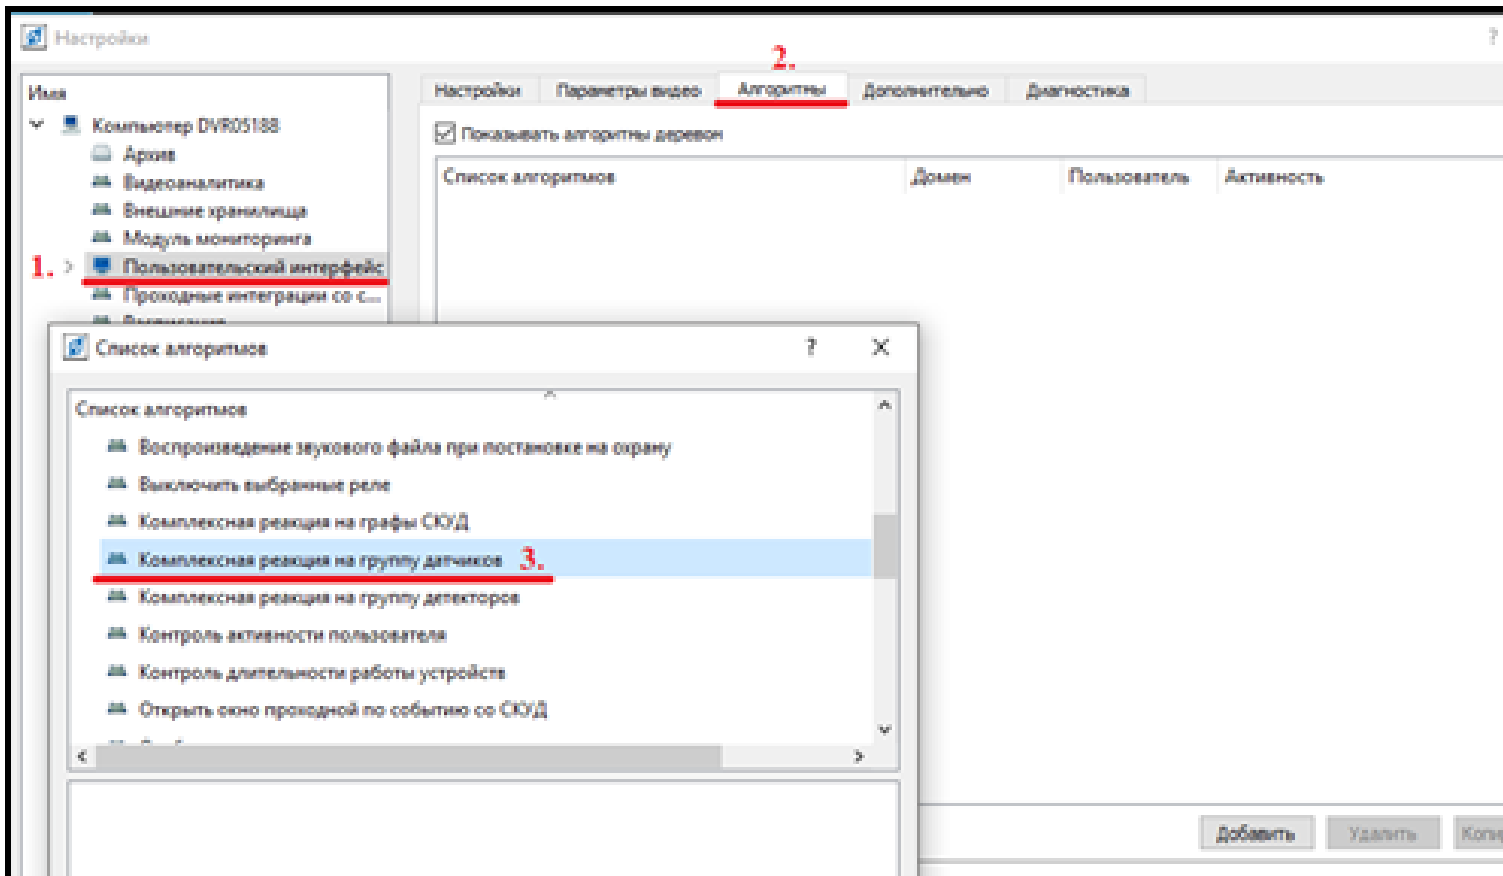 Настройки
?
2.
Имя
Настройки Параметры видео Алгоритмы Дополнительно Диагностика
Компьютер DVR05188
Показывать алгоритмы деревом
Архив
Список алгоритмов Домен Пользователь Активность
Видеоаналитика
Внешние хранилища
Модуль мониторинга
1. Пользовательский интерфейс
Проходные интеграции со с...
Список алгоритмов
?
Список алгоритмов
Воспроизведение звукового файла при постановке на охрану
Выключить выбранные реле
Комплексная реакция на графы СКУД
Комплексная реакция на группу датчиков 3.
Комплексная реакция на группу детекторов
Контроль активности пользователя
Контроль длительности работы устройств
Открыть окно проходной по событию со СКУД
Добавить Удалить Копи